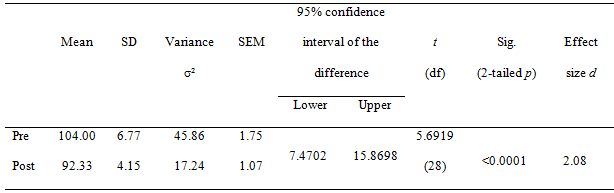 95% confidence
Mean SD Variance SEM interval of the t Sig. Effect
σ² difference (df) (2-tailed p) size d
Lower Upper
Pre 104.00 6.77 45.86 1.75 5.6919
7.4702 15.8698 <0.0001 2.08
Post 92.33 4.15 17.24 1.07 (28)